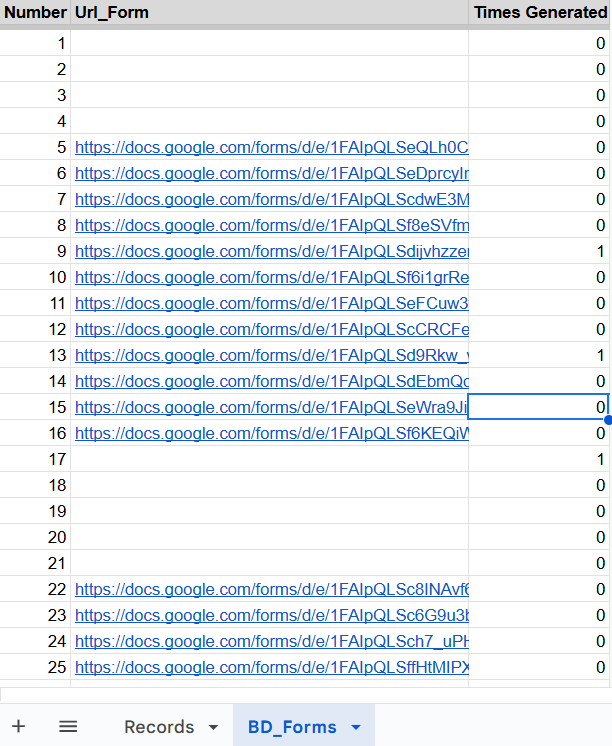 Number Url_Form Times Generated
1 0
2 0
3 0
4 0
5 https://docs.google.com/forms/d/e/1FAIpQLSeQLh0C 0
6 https://docs.google.com/forms/d/e/1FAIpQLSeDprcyIr 0
7 https://docs.google.com/forms/d/e/1FAIpQLScdwE3M 0
8 https://docs.google.com/forms/d/e/1FAIpQLSf8eSVfm 0
9 https://docs.google.com/forms/d/e/1FAIpQLSdijvhzzer 1
10 https://docs.google.com/forms/d/e/1FAIpQLSf6i1grRe 0
11 https://docs.google.com/forms/d/e/1FAIpQLSeFCuw3 0
12 https://docs.google.com/forms/d/e/1FAIpQLScCRCFe 0
13 https://docs.google.com/forms/d/e/1FAIpQLSd9Rkw_v 1
14 https://docs.google.com/forms/d/e/1FAIpQLSdEbmQc 0
15 https://docs.google.com/forms/d/e/1FAIpQLSeWra9Ji 0
16 https://docs.google.com/forms/d/e/1FAIpQLSf6KEQiW 0
17 1
18 0
19 0
20 0
21 0
22 https://docs.google.com/forms/d/e/1FAIpQLSc8INAvf6 0
23 https://docs.google.com/forms/d/e/1FAIpQLSc6G9u3b 0
24 https://docs.google.com/forms/d/e/1FAIpQLSch7_uPH 0
25 https://docs.google.com/forms/d/e/1FAIpQLSffHtMIPX 0
+ Records BD_Forms